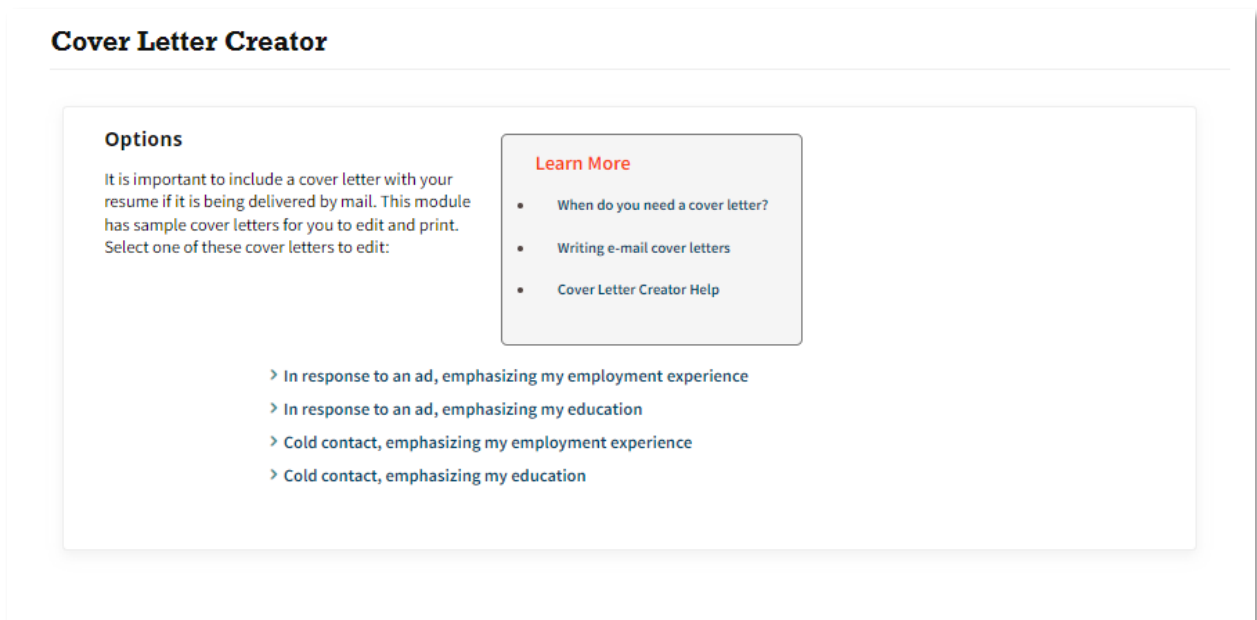 Cover Letter Creator
Options
It is important to include a cover letter with your
resume if it is being delivered by mail. This module
has sample cover letters for you to edit and print.
Select one of these cover letters to edit:
Learn More
• When do you need a cover letter?
• Writing e-mail cover letters
• Cover Letter Creator Help
> In response to an ad, emphasizing my employment experience
> In response to an ad, emphasizing my education
> Cold contact, emphasizing my employment experience
> Cold contact, emphasizing my education